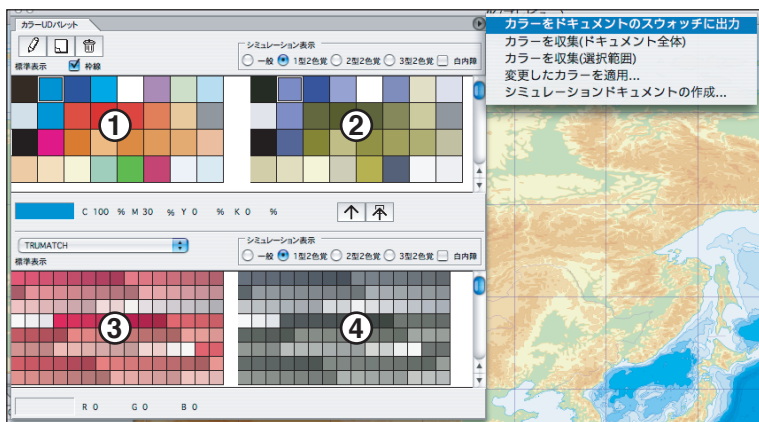 カラーUDパレット
標準表示
枠線
シミュレーション表示
一般 1型2色覚 2型2色覚 3型2色覚 白内障
①
②
C 100 % M 30 % Y 0 % K 0 %
TRUMATCH
標準表示
シミュレーション表示
一般 1型2色覚 2型2色覚 3型2色覚 白内障
③
④
R 0 G 0 B 0
カラーをドキュメントのスウォッチに出力
カラーを収集(ドキュメント全体)
カラーを収集(選択範囲)
変更したカラーを適用...
シミュレーションドキュメントの作成...